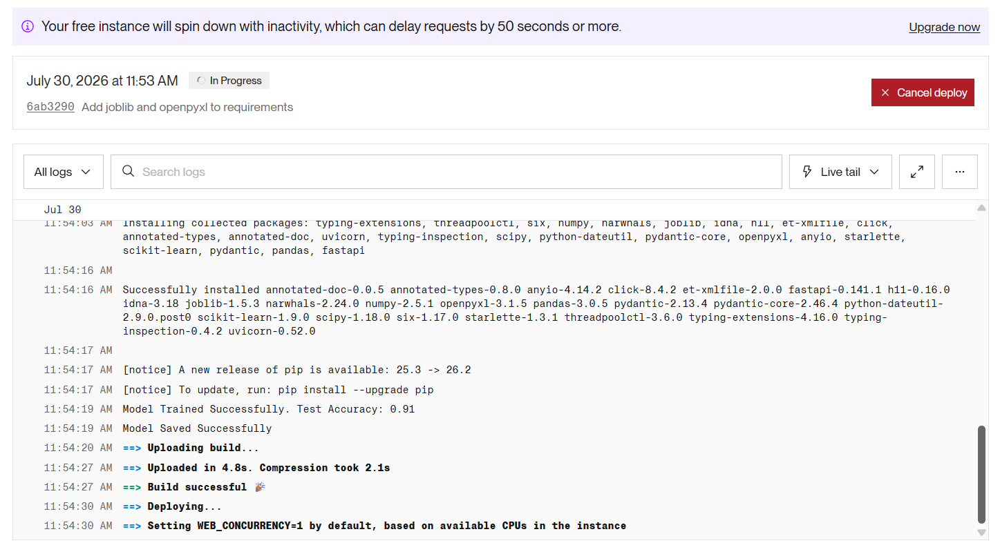 Your free instance will spin down with inactivity, which can delay requests by 50 seconds or more.
Upgrade now
July 30, 2026 at 11:53 AM
In Progress
Cancel deploy
6ab3290 Add joblib and openpyxl to requirements
All logs
Search logs
Live tail
...
Jul 30
11:54:03 AM Installing collected packages: typing-extensions, threadpoolctl, six, numpy, narwhals, joblib, idna, h11, et-xmlfile, click,
annotated-types, annotated-doc, uvicorn, typing-inspection, scipy, python-dateutil, pydantic-core, openpyxl, anyio, starlette,
scikit-learn, pydantic, pandas, fastapi
11:54:16 AM
11:54:16 AM Successfully installed annotated-doc-0.0.5 annotated-types-0.8.0 anyio-4.14.2 click-8.4.2 et-xmlfile-2.0.0 fastapi-0.141.1 h11-0.16.0
idna-3.18 joblib-1.5.3 narwhals-2.24.0 numpy-2.5.1 openpyxl-3.1.5 pandas-3.0.5 pydantic-2.13.4 pydantic-core-2.46.4 python-dateutil-
2.9.0.post0 scikit-learn-1.9.0 scipy-1.18.0 six-1.17.0 starlette-1.3.1 threadpoolctl-3.6.0 typing-extensions-4.16.0 typing-
inspection-0.4.2 uvicorn-0.52.0
11:54:17 AM
11:54:17 AM [notice] A new release of pip is available: 25.3 -> 26.2
11:54:17 AM [notice] To update, run: pip install --upgrade pip
11:54:19 AM Model Trained Successfully. Test Accuracy: 0.91
11:54:19 AM Model Saved Successfully
11:54:20 AM ==> Uploading build...
11:54:27 AM ==> Uploaded in 4.8s. Compression took 2.1s
11:54:27 AM ==> Build successful 🎉
11:54:30 AM ==> Deploying...
11:54:30 AM ==> Setting WEB_CONCURRENCY=1 by default, based on available CPUs in the instance